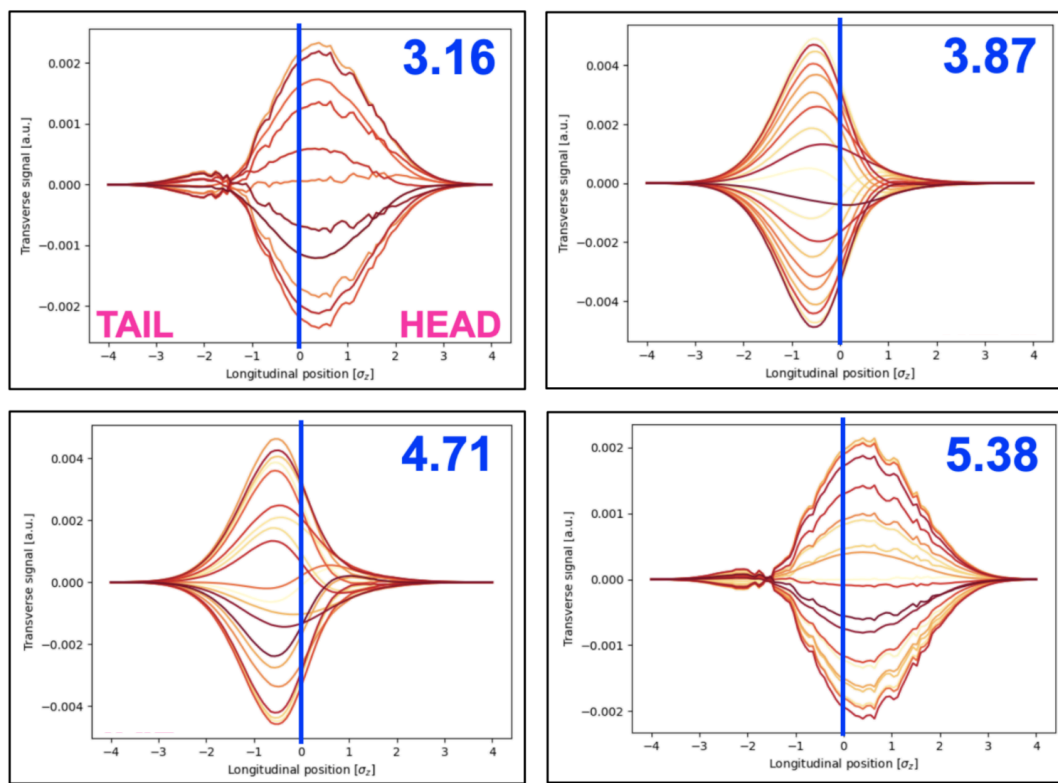 3.16
0.002
0.001
0.000
−0.001
−0.002
Transverse signal [a.u.]
TAIL
HEAD
−4 −3 −2 −1 0 1 2 3 4
Longitudinal position [σz]
3.87
0.004
0.002
0.000
−0.002
−0.004
Transverse signal [a.u.]
−4 −3 −2 −1 0 1 2 3 4
Longitudinal position [σz]
4.71
0.004
0.002
0.000
−0.002
−0.004
Transverse signal [a.u.]
−4 −3 −2 −1 0 1 2 3 4
Longitudinal position [σz]
5.38
0.002
0.001
0.000
−0.001
−0.002
Transverse signal [a.u.]
−4 −3 −2 −1 0 1 2 3 4
Longitudinal position [σz]